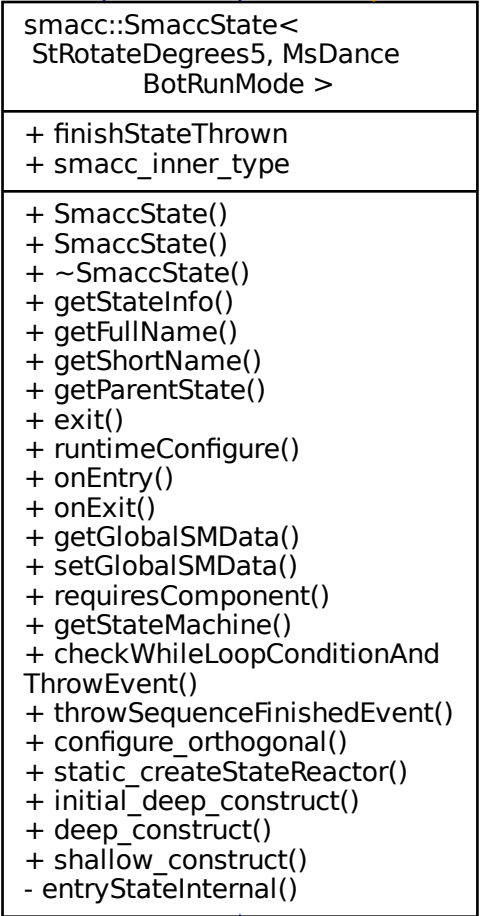 smacc::SmaccState<
StRotateDegrees5, MsDance
BotRunMode >
+ finishStateThrown
+ smacc_inner_type
+ SmaccState()
+ SmaccState()
+ ~SmaccState()
+ getStateInfo()
+ getFullName()
+ getShortName()
+ getParentState()
+ exit()
+ runtimeConfigure()
+ onEntry()
+ onExit()
+ getGlobalSMData()
+ setGlobalSMData()
+ requiresComponent()
+ getStateMachine()
+ checkWhileLoopConditionAnd
ThrowEvent()
+ throwSequenceFinishedEvent()
+ configure_orthogonal()
+ static_createStateReactor()
+ initial_deep_construct()
+ deep_construct()
+ shallow_construct()
- entryStateInternal()